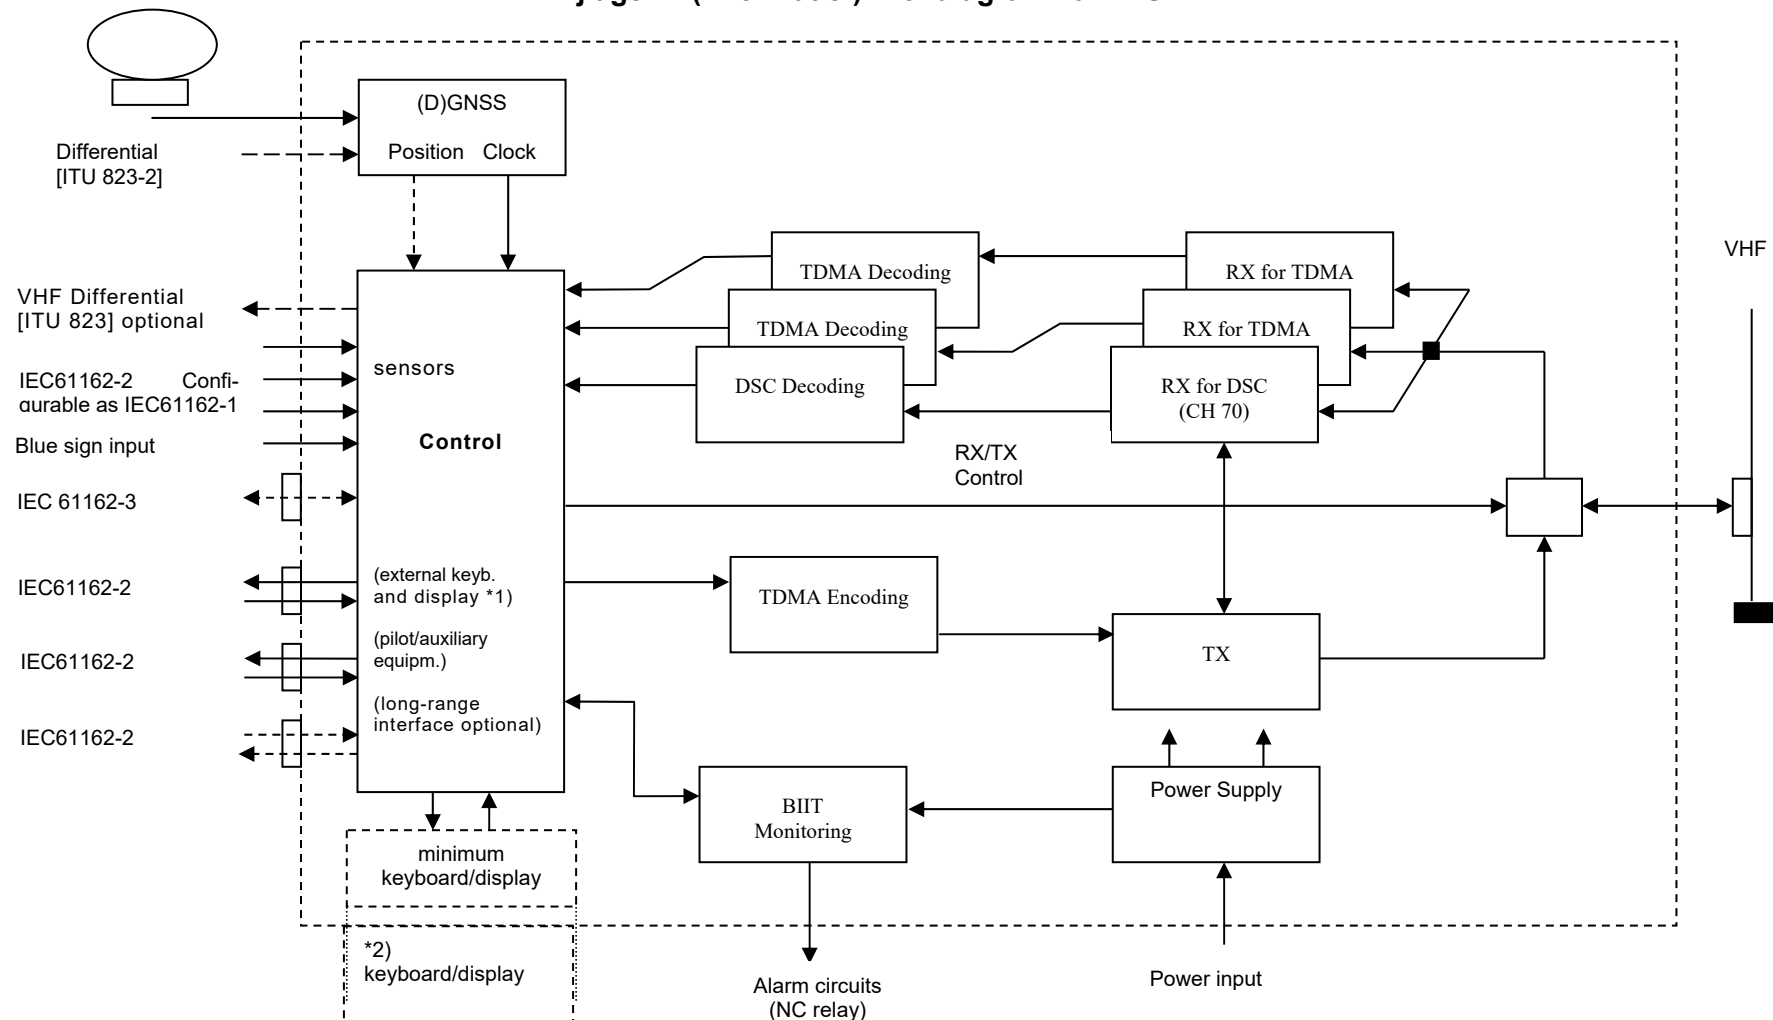 (D)GNSS
Position Clock
Differential
[ITU 823-2]
VHF
TDMA Decoding
RX for TDMA
VHF Differential
[ITU 823] optional
TDMA Decoding
RX for TDMA
sensors
IEC61162-2 Confi-
gurable as IEC61162-1
DSC Decoding
RX for DSC
(CH 70)
Control
Blue sign input
RX/TX
Control
IEC 61162-3
(external keyb.
and display *1)
IEC61162-2
TDMA Encoding
(pilot/auxiliary
equipm.)
IEC61162-2
TX
(long-range
interface optional)
IEC61162-2
Power Supply
BIIT
Monitoring
minimum
keyboard/display
*2)
keyboard/display
Alarm circuits
(NC relay)
Power input